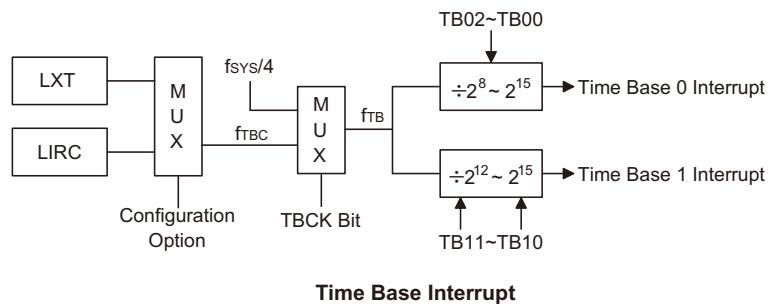 TB02~TB00
LXT
LIRC
M
U
X
Configuration
Option
fSYS/4
fTBC
M
U
X
TBCK Bit
fTB
÷2^8 ~ 2^15
Time Base 0 Interrupt
÷2^12 ~ 2^15
Time Base 1 Interrupt
TB11~TB10
Time Base Interrupt